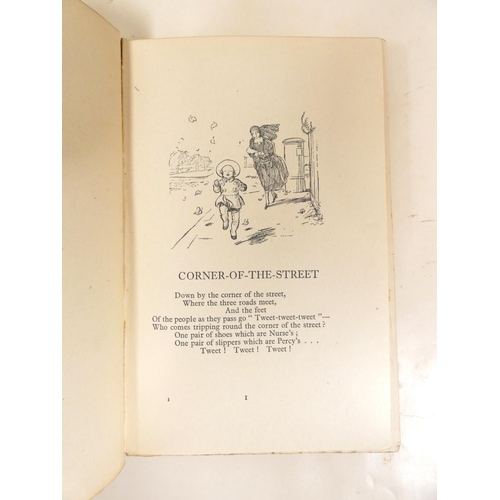 CORNER-OF-THE-STREET
Down by the corner of the street,
Where the three roads meet,
And the feet
Of the people as they pass go "Tweet-tweet-tweet"—
Who comes tripping round the corner of the street?
One pair of shoes which are Nurse's;
One pair of slippers which are Percy's . . .
Tweet! Tweet! Tweet!
1 1